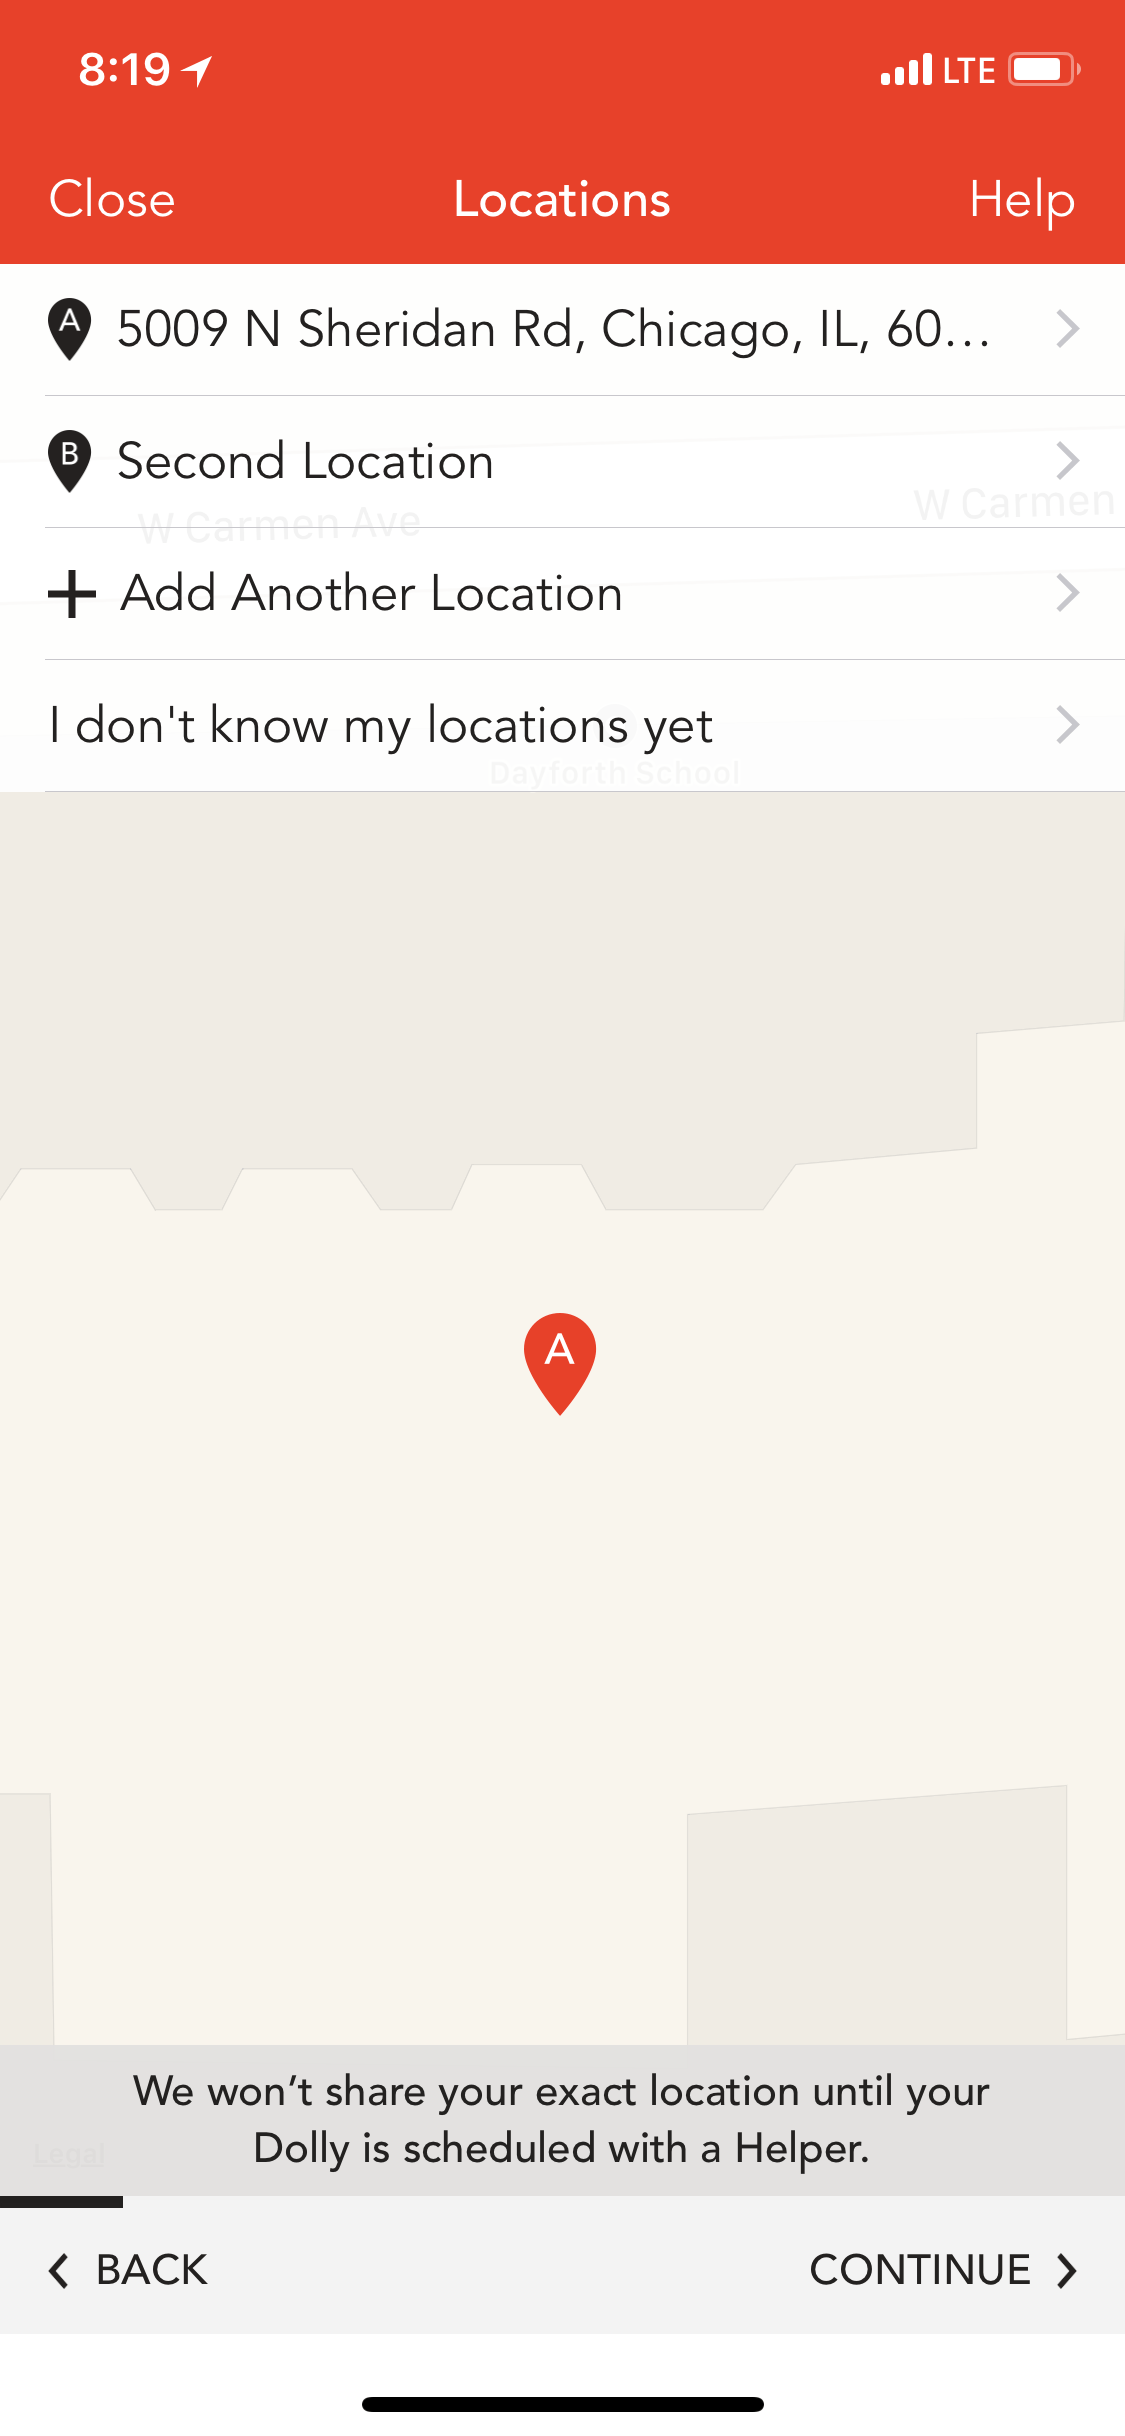 8:19
LTE
Close
Locations
Help
A
5009 N Sheridan Rd, Chicago, IL, 60...
B
Second Location
W Carmen Ave
W Carmen
Add Another Location
I don't know my locations yet
Dayforth School
A
We won’t share your exact location until your
Dolly is scheduled with a Helper.
Legal
BACK
CONTINUE